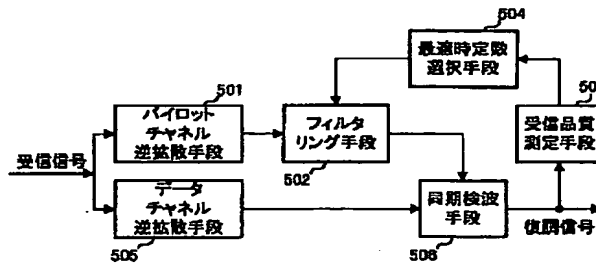 504
最適時定数
選択手段
501
パイロット
チャネル
逆拡散手段
フィルタ
リング手段
502
50
受信品質
測定手段
受信信号
データ
チャネル
逆拡散手段
505
同期検波
手段
506
復調信号